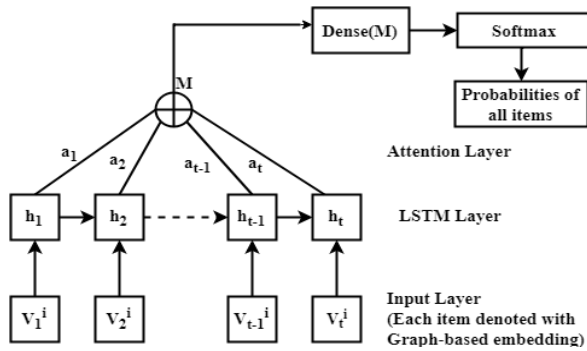 Dense(M)
Softmax
M
Probabilities of
all items
a1
a2
at-1
at
Attention Layer
h1
h2
ht-1
ht
LSTM Layer
V1i
V2i
Vt-1i
Vti
Input Layer
(Each item denoted with
Graph-based embedding)